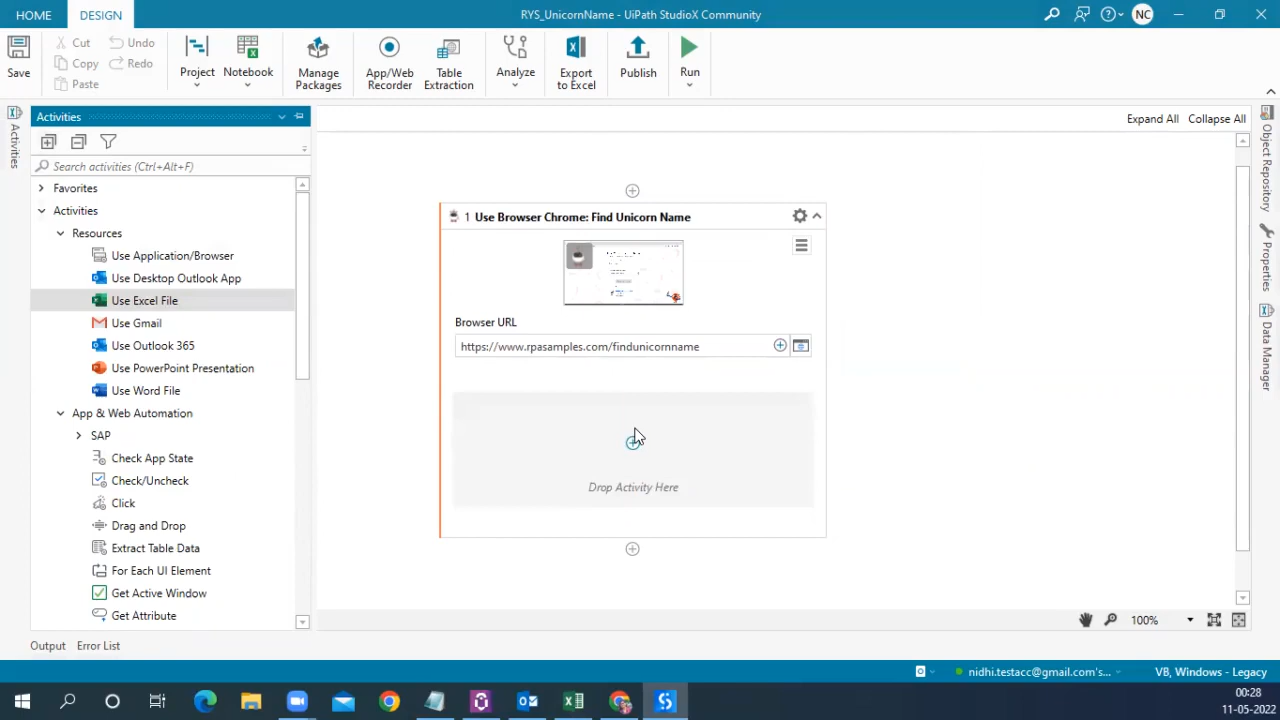 HOME
DESIGN
RYS_UnicornName - UiPath StudioX Community
NC
Save
Cut
Copy
Paste
Undo
Redo
Project
Notebook
Manage
Packages
App/Web
Recorder
Table
Extraction
Analyze
Export
to Excel
Publish
Run
Activities
Activities
Expand All
Collapse All
Search activities (Ctrl+Alt+F)
Favorites
Activities
Resources
Use Application/Browser
Use Desktop Outlook App
Use Excel File
Use Gmail
Use Outlook 365
Use PowerPoint Presentation
Use Word File
App & Web Automation
SAP
Check App State
Check/Uncheck
Click
Drag and Drop
Extract Table Data
For Each UI Element
Get Active Window
Get Attribute
1 Use Browser Chrome: Find Unicorn Name
Browser URL
https://www.rpasamples.com/findunicornname
Drop Activity Here
Object Repository
Properties
Data Manager
100%
Output
Error List
nidhi.testacc@gmail.com's...
VB, Windows - Legacy
00:28
11-05-2022